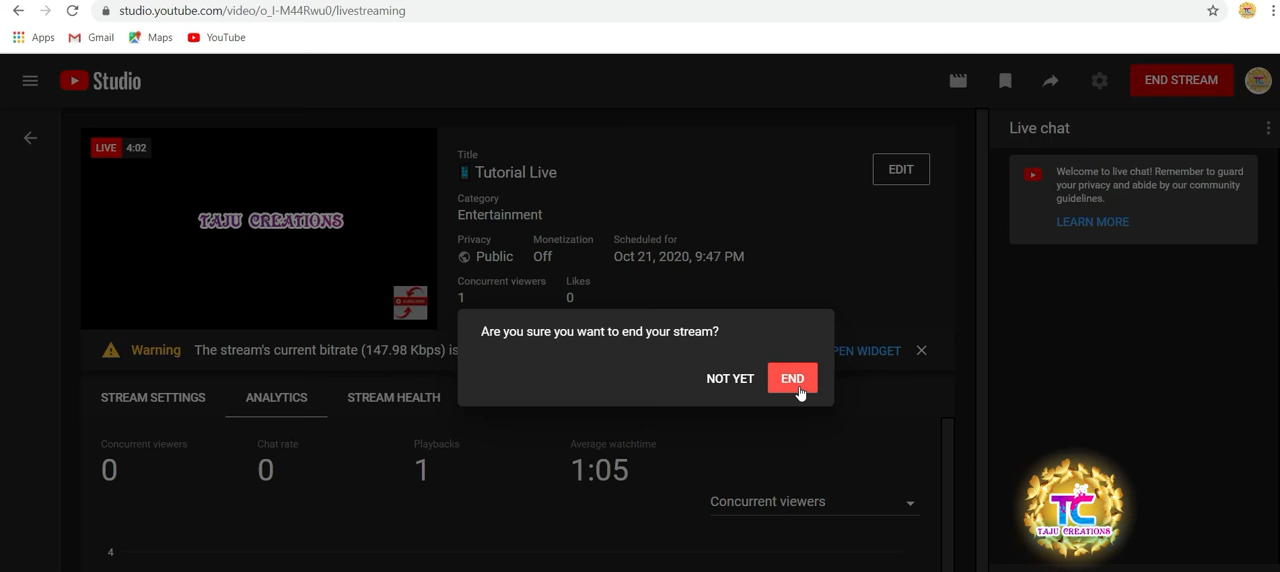 studio.youtube.com/video/o_I-M44Rwu0/livestreaming
Apps Gmail Maps YouTube
Studio
END STREAM
LIVE 4:02
TAJU CREATIONS
SUBSCRIBE
Title
Tutorial Live
EDIT
Category
Entertainment
Privacy Monetization Scheduled for
Public Off Oct 21, 2020, 9:47 PM
Concurrent viewers Likes
1 0
Warning The stream's current bitrate (147.98 Kbps) is
PEN WIDGET
Are you sure you want to end your stream?
NOT YET END
STREAM SETTINGS ANALYTICS STREAM HEALTH
Concurrent viewers Chat rate Playbacks Average watchtime
0 0 1 1:05
Concurrent viewers
4
Live chat
Welcome to live chat! Remember to guard
your privacy and abide by our community
guidelines.
LEARN MORE
TC
TAJU CREATIONS